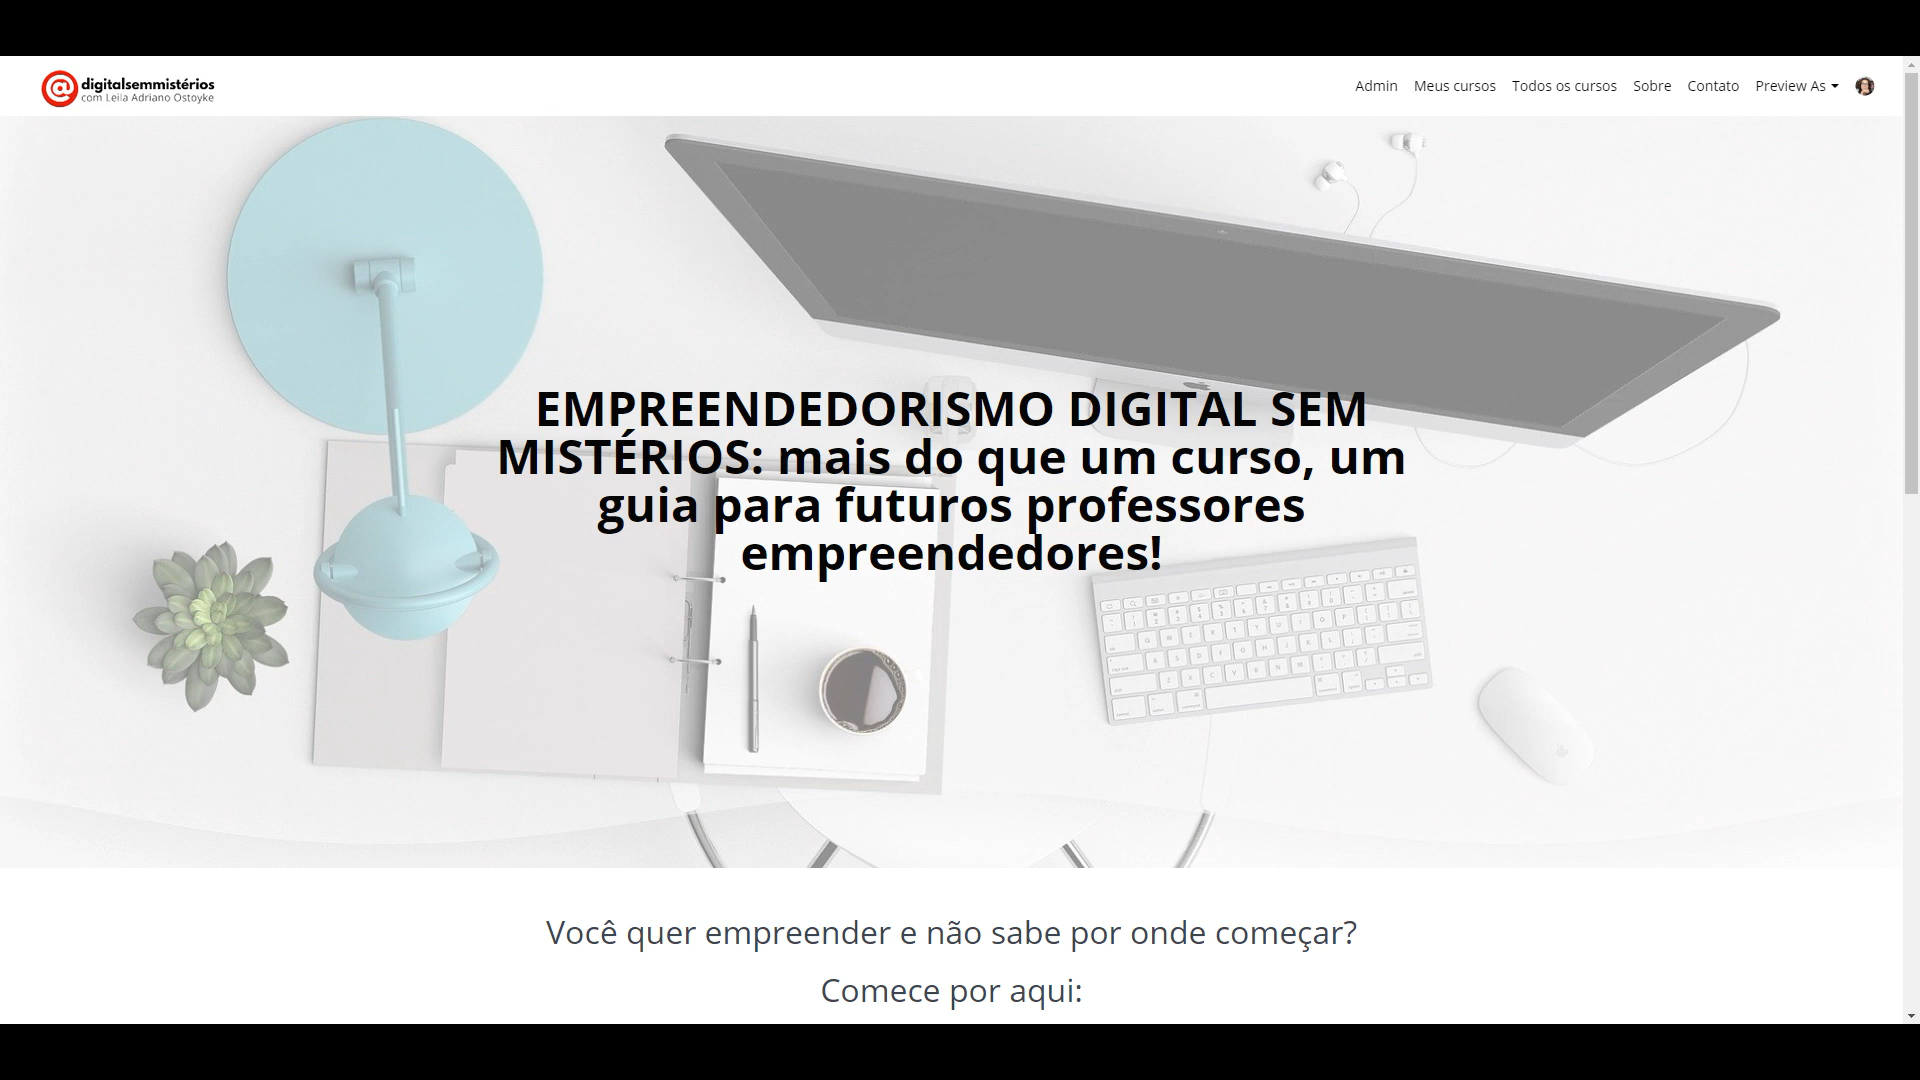 digitalsemmistérios
com Leila Adriano Ostoyke
Admin Meus cursos Todos os cursos Sobre Contato Preview As
EMPREENDEDORISMO DIGITAL SEM
MISTÉRIOS: mais do que um curso, um
guia para futuros professores
empreendedores!
Você quer empreender e não sabe por onde começar?
Comece por aqui: